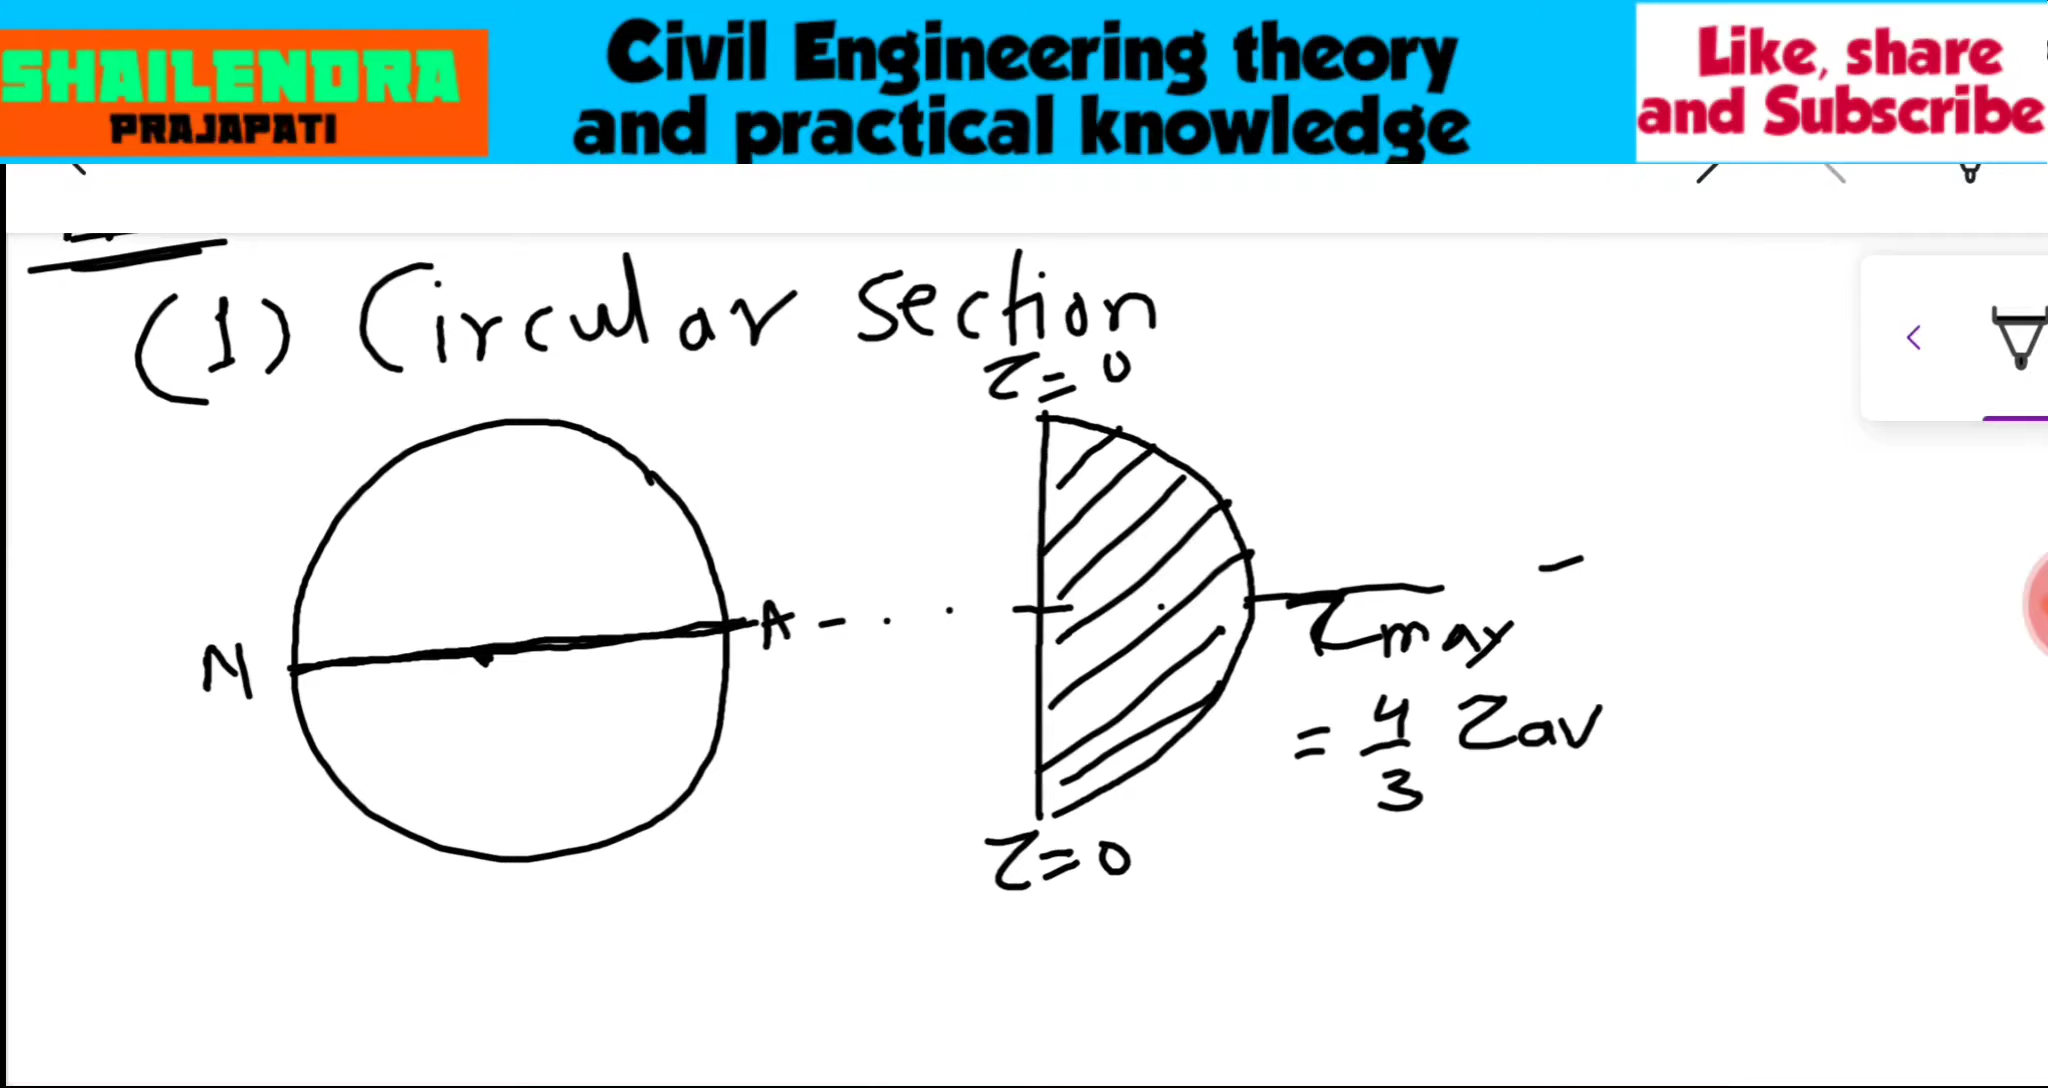 SHAILENDRA
PRAJAPATI
Civil Engineering theory
and practical knowledge
Like, share
and Subscribe
(1) Circular section
τ = 0
N
A
τmax
= 4/3 τav
τ = 0